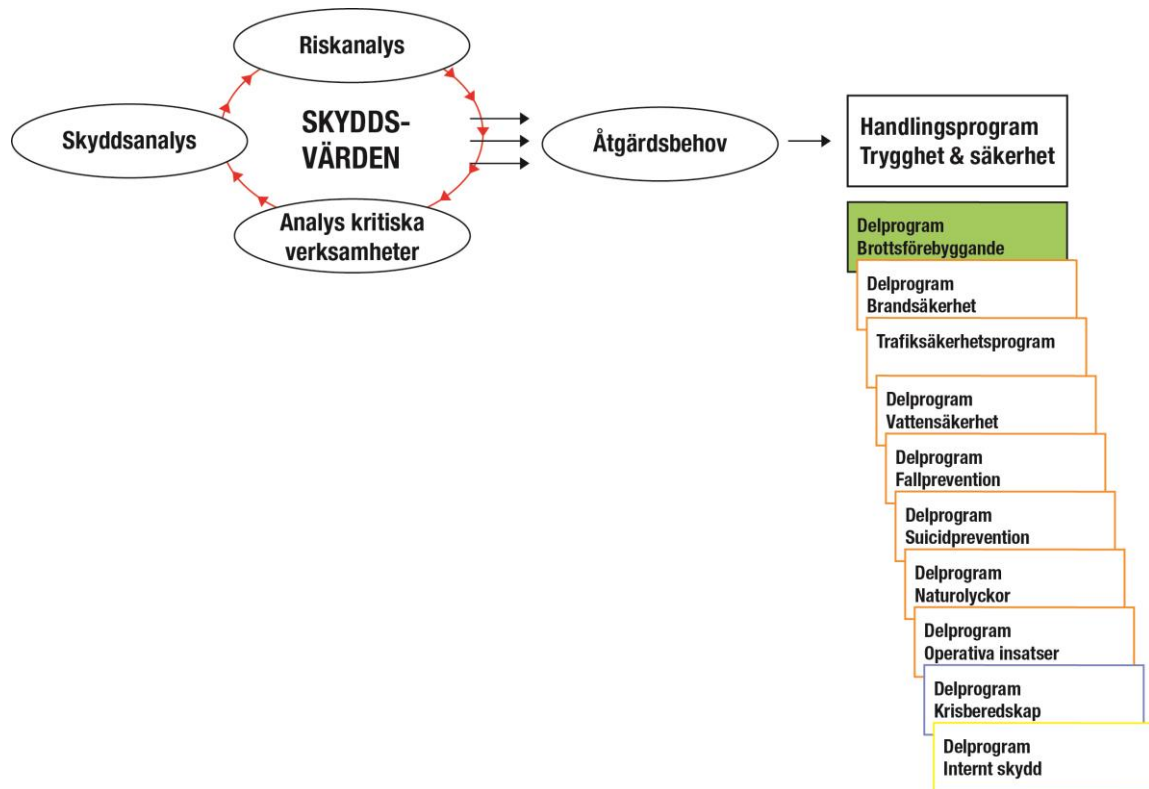 Riskanalys
Skyddsanalys
SKYDDS-
VÄRDEN
Analys kritiska
verksamheter
Åtgärdsbehov
Handlingsprogram
Trygghet & säkerhet
Delprogram
Brottsförebyggande
Delprogram
Brandsäkerhet
Trafiksäkerhetsprogram
Delprogram
Vattensäkerhet
Delprogram
Fallprevention
Delprogram
Suicidprevention
Delprogram
Naturolyckor
Delprogram
Operativa insatser
Delprogram
Krisberedskap
Delprogram
Internt skydd